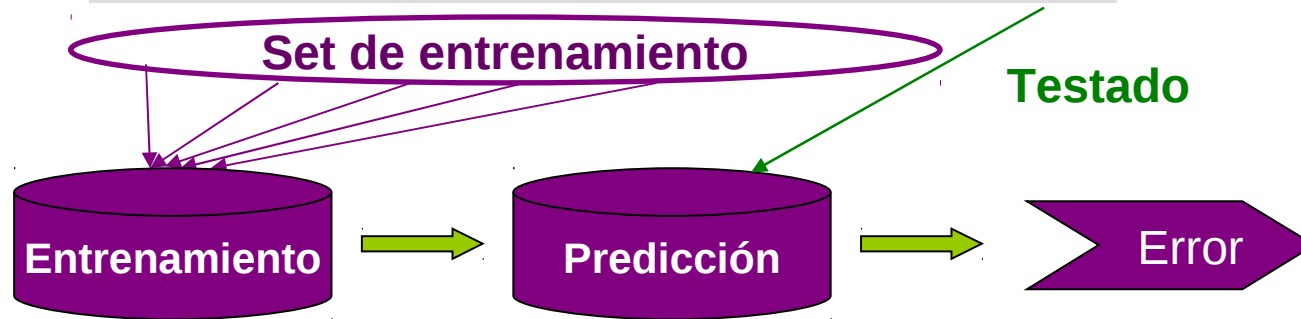 Set de entrenamiento
Testado
Entrenamiento
Predicción
Error